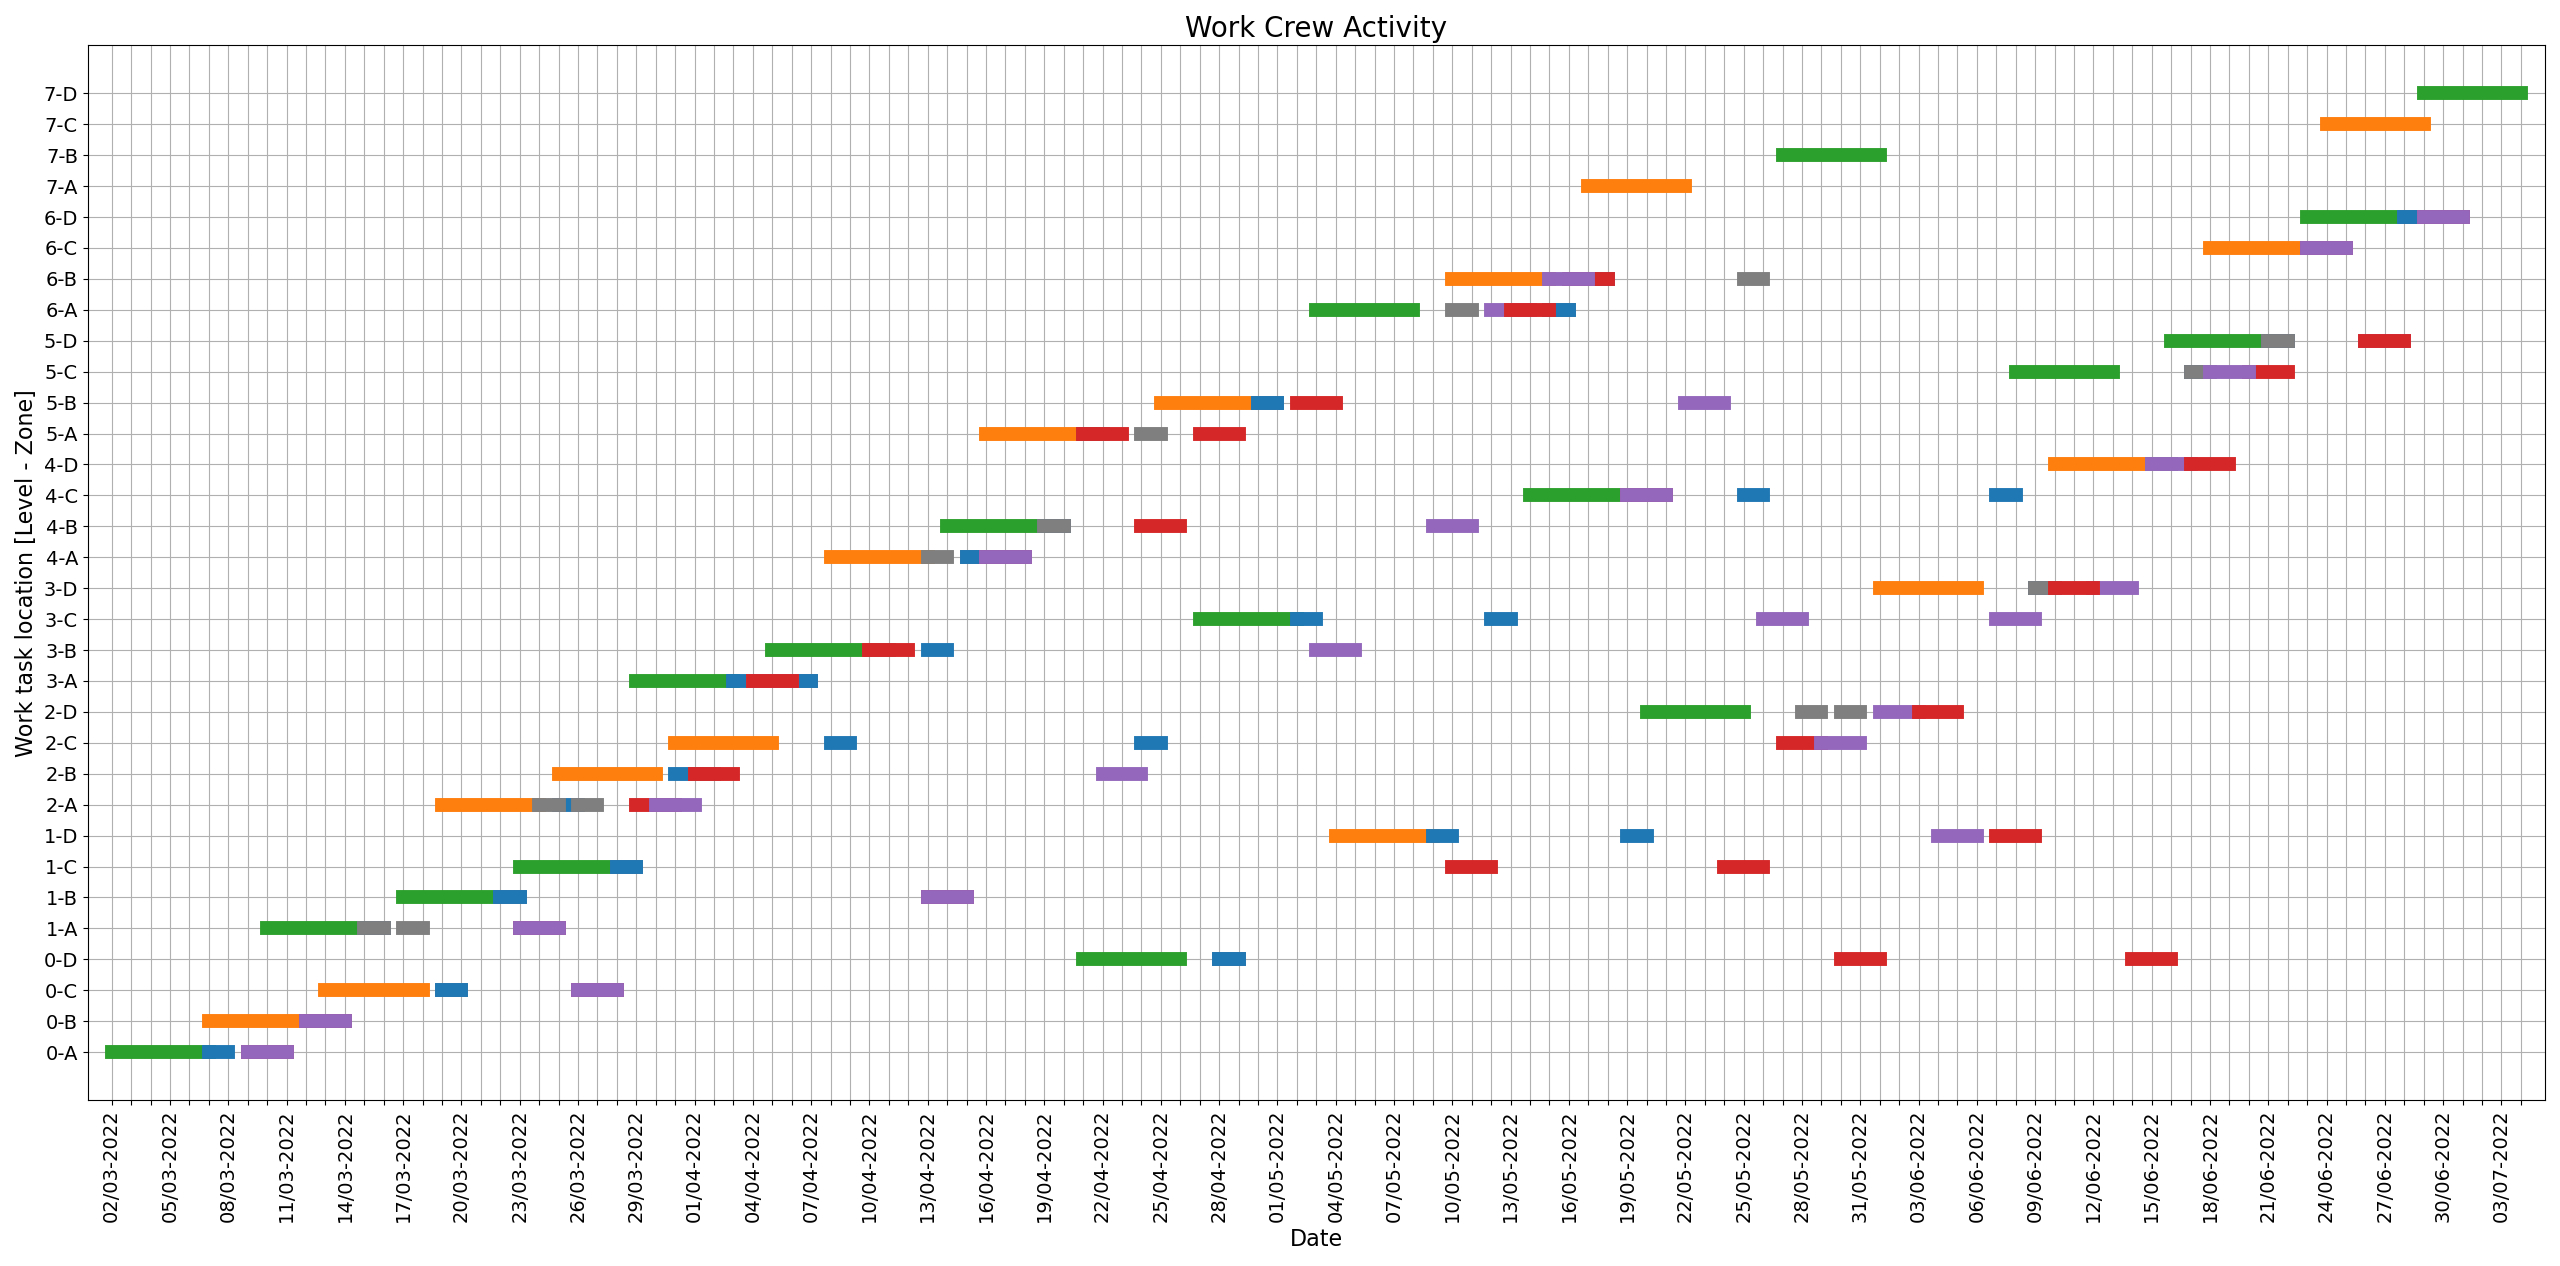 Work Crew Activity
Work task location [Level - Zone]
7-D
7-C
7-B
7-A
6-D
6-C
6-B
6-A
5-D
5-C
5-B
5-A
4-D
4-C
4-B
4-A
3-D
3-C
3-B
3-A
2-D
2-C
2-B
2-A
1-D
1-C
1-B
1-A
0-D
0-C
0-B
0-A
02/03-2022
05/03-2022
08/03-2022
11/03-2022
14/03-2022
17/03-2022
20/03-2022
23/03-2022
26/03-2022
29/03-2022
01/04-2022
04/04-2022
07/04-2022
10/04-2022
13/04-2022
16/04-2022
19/04-2022
22/04-2022
25/04-2022
28/04-2022
01/05-2022
04/05-2022
07/05-2022
10/05-2022
13/05-2022
16/05-2022
19/05-2022
22/05-2022
25/05-2022
28/05-2022
31/05-2022
03/06-2022
06/06-2022
09/06-2022
12/06-2022
15/06-2022
18/06-2022
21/06-2022
24/06-2022
27/06-2022
30/06-2022
03/07-2022
Date